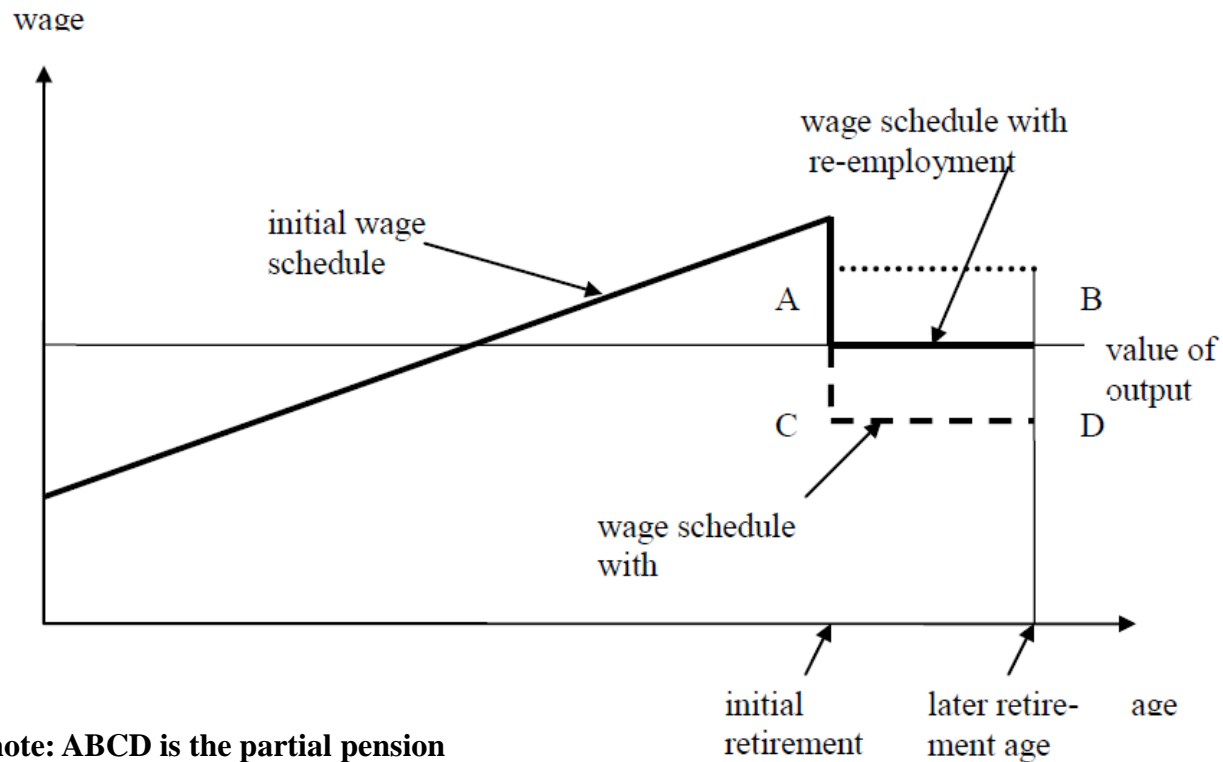 wage
wage schedule with
re-employment
initial wage
schedule
A
B
value of
output
C
D
wage schedule
with
initial
retirement
later retire-
ment age
age
note: ABCD is the partial pension